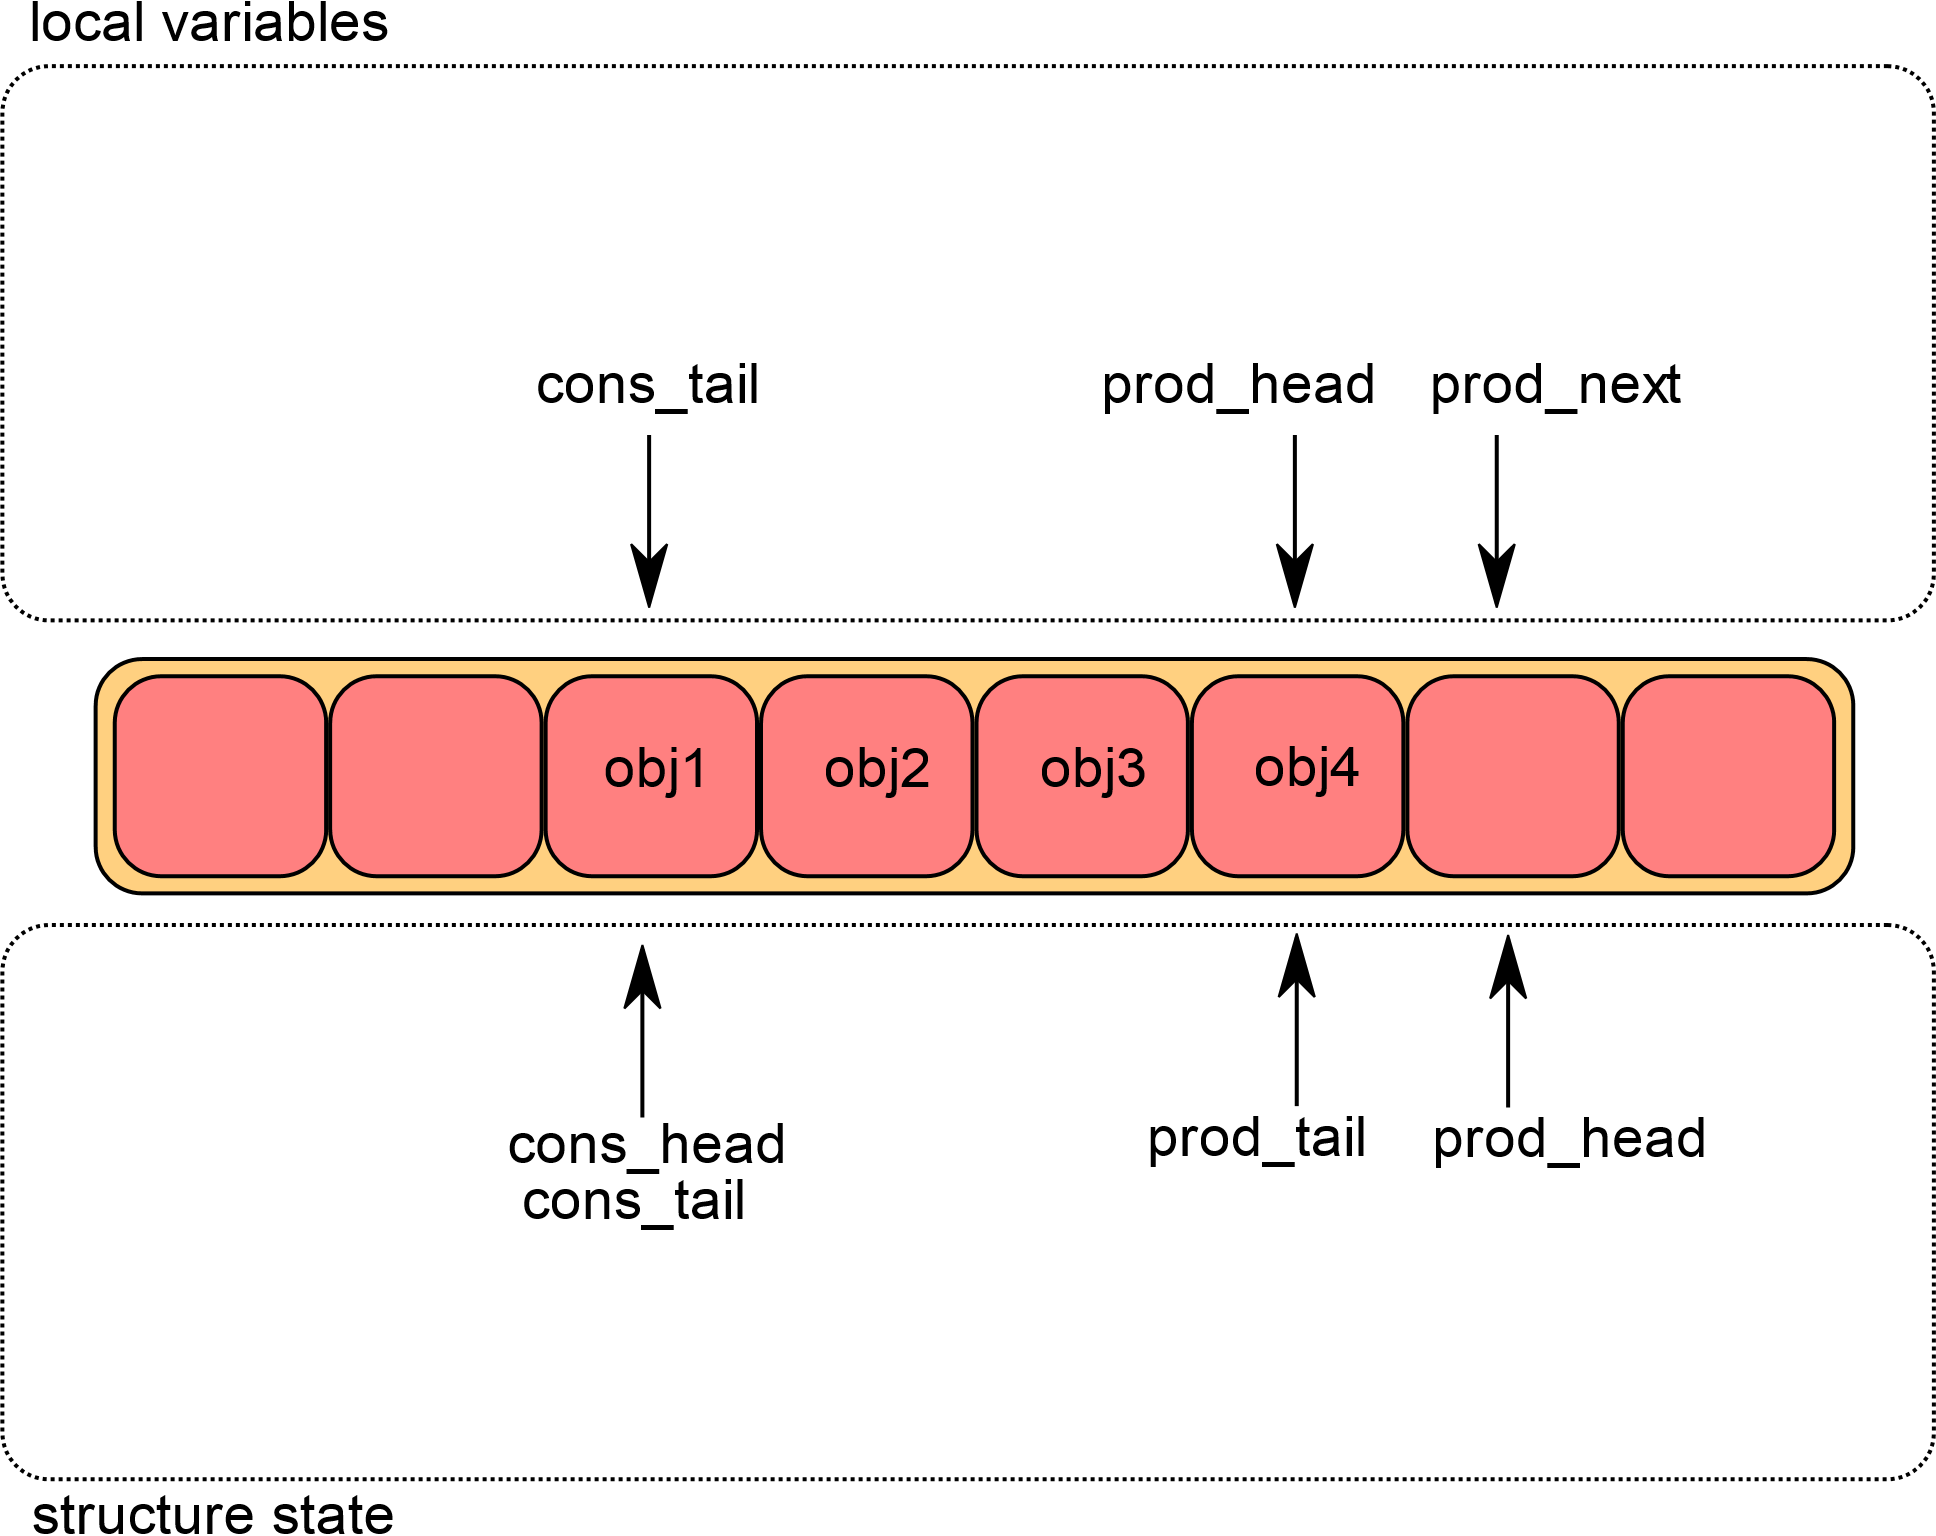 local variables
cons_tail
prod_head
prod_next
obj1
obj2
obj3
obj4
cons_head
cons_tail
prod_tail
prod_head
structure state